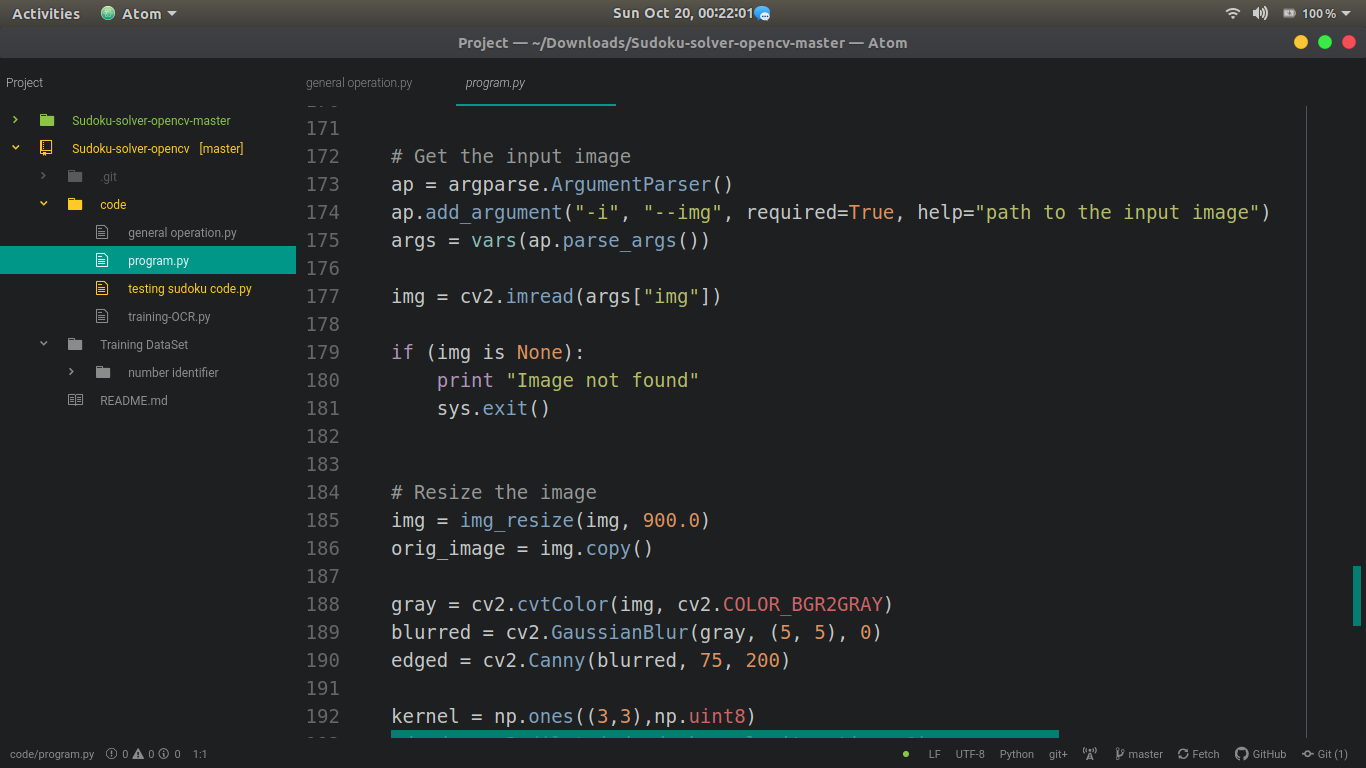 Activities Atom Sun Oct 20, 00:22:01 100%
Project — ~/Downloads/Sudoku-solver-opencv-master — Atom
Project
Sudoku-solver-opencv-master
Sudoku-solver-opencv [master]
.git
code
general operation.py
program.py
testing sudoku code.py
training-OCR.py
Training DataSet
number identifier
README.md
general operation.py program.py
171
172 # Get the input image
173 ap = argparse.ArgumentParser()
174 ap.add_argument("-i", "--img", required=True, help="path to the input image")
175 args = vars(ap.parse_args())
176
177 img = cv2.imread(args["img"])
178
179 if (img is None):
180     print "Image not found"
181     sys.exit()
182
183
184 # Resize the image
185 img = img_resize(img, 900.0)
186 orig_image = img.copy()
187
188 gray = cv2.cvtColor(img, cv2.COLOR_BGR2GRAY)
189 blurred = cv2.GaussianBlur(gray, (5, 5), 0)
190 edged = cv2.Canny(blurred, 75, 200)
191
192 kernel = np.ones((3,3),np.uint8)
code/program.py 0 0 0 1:1 LF UTF-8 Python git+ master Fetch GitHub Git (1)